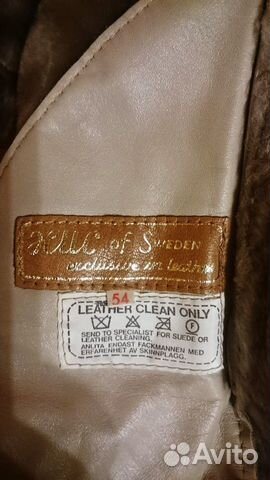 of SWEDEN
exclusive in leather
54
LEATHER CLEAN ONLY
F
SEND TO SPECIALIST FOR SUEDE OR
LEATHER CLEANING.
ANLITA ENDAST FACKMANNEN MED
ERFARENHET AV SKINNPLAGG.
Avito